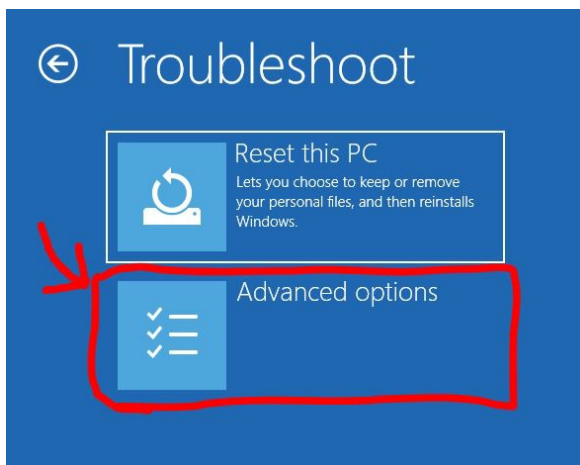 Troubleshoot
Reset this PC
Lets you choose to keep or remove
your personal files, and then reinstalls
Windows.
Advanced options